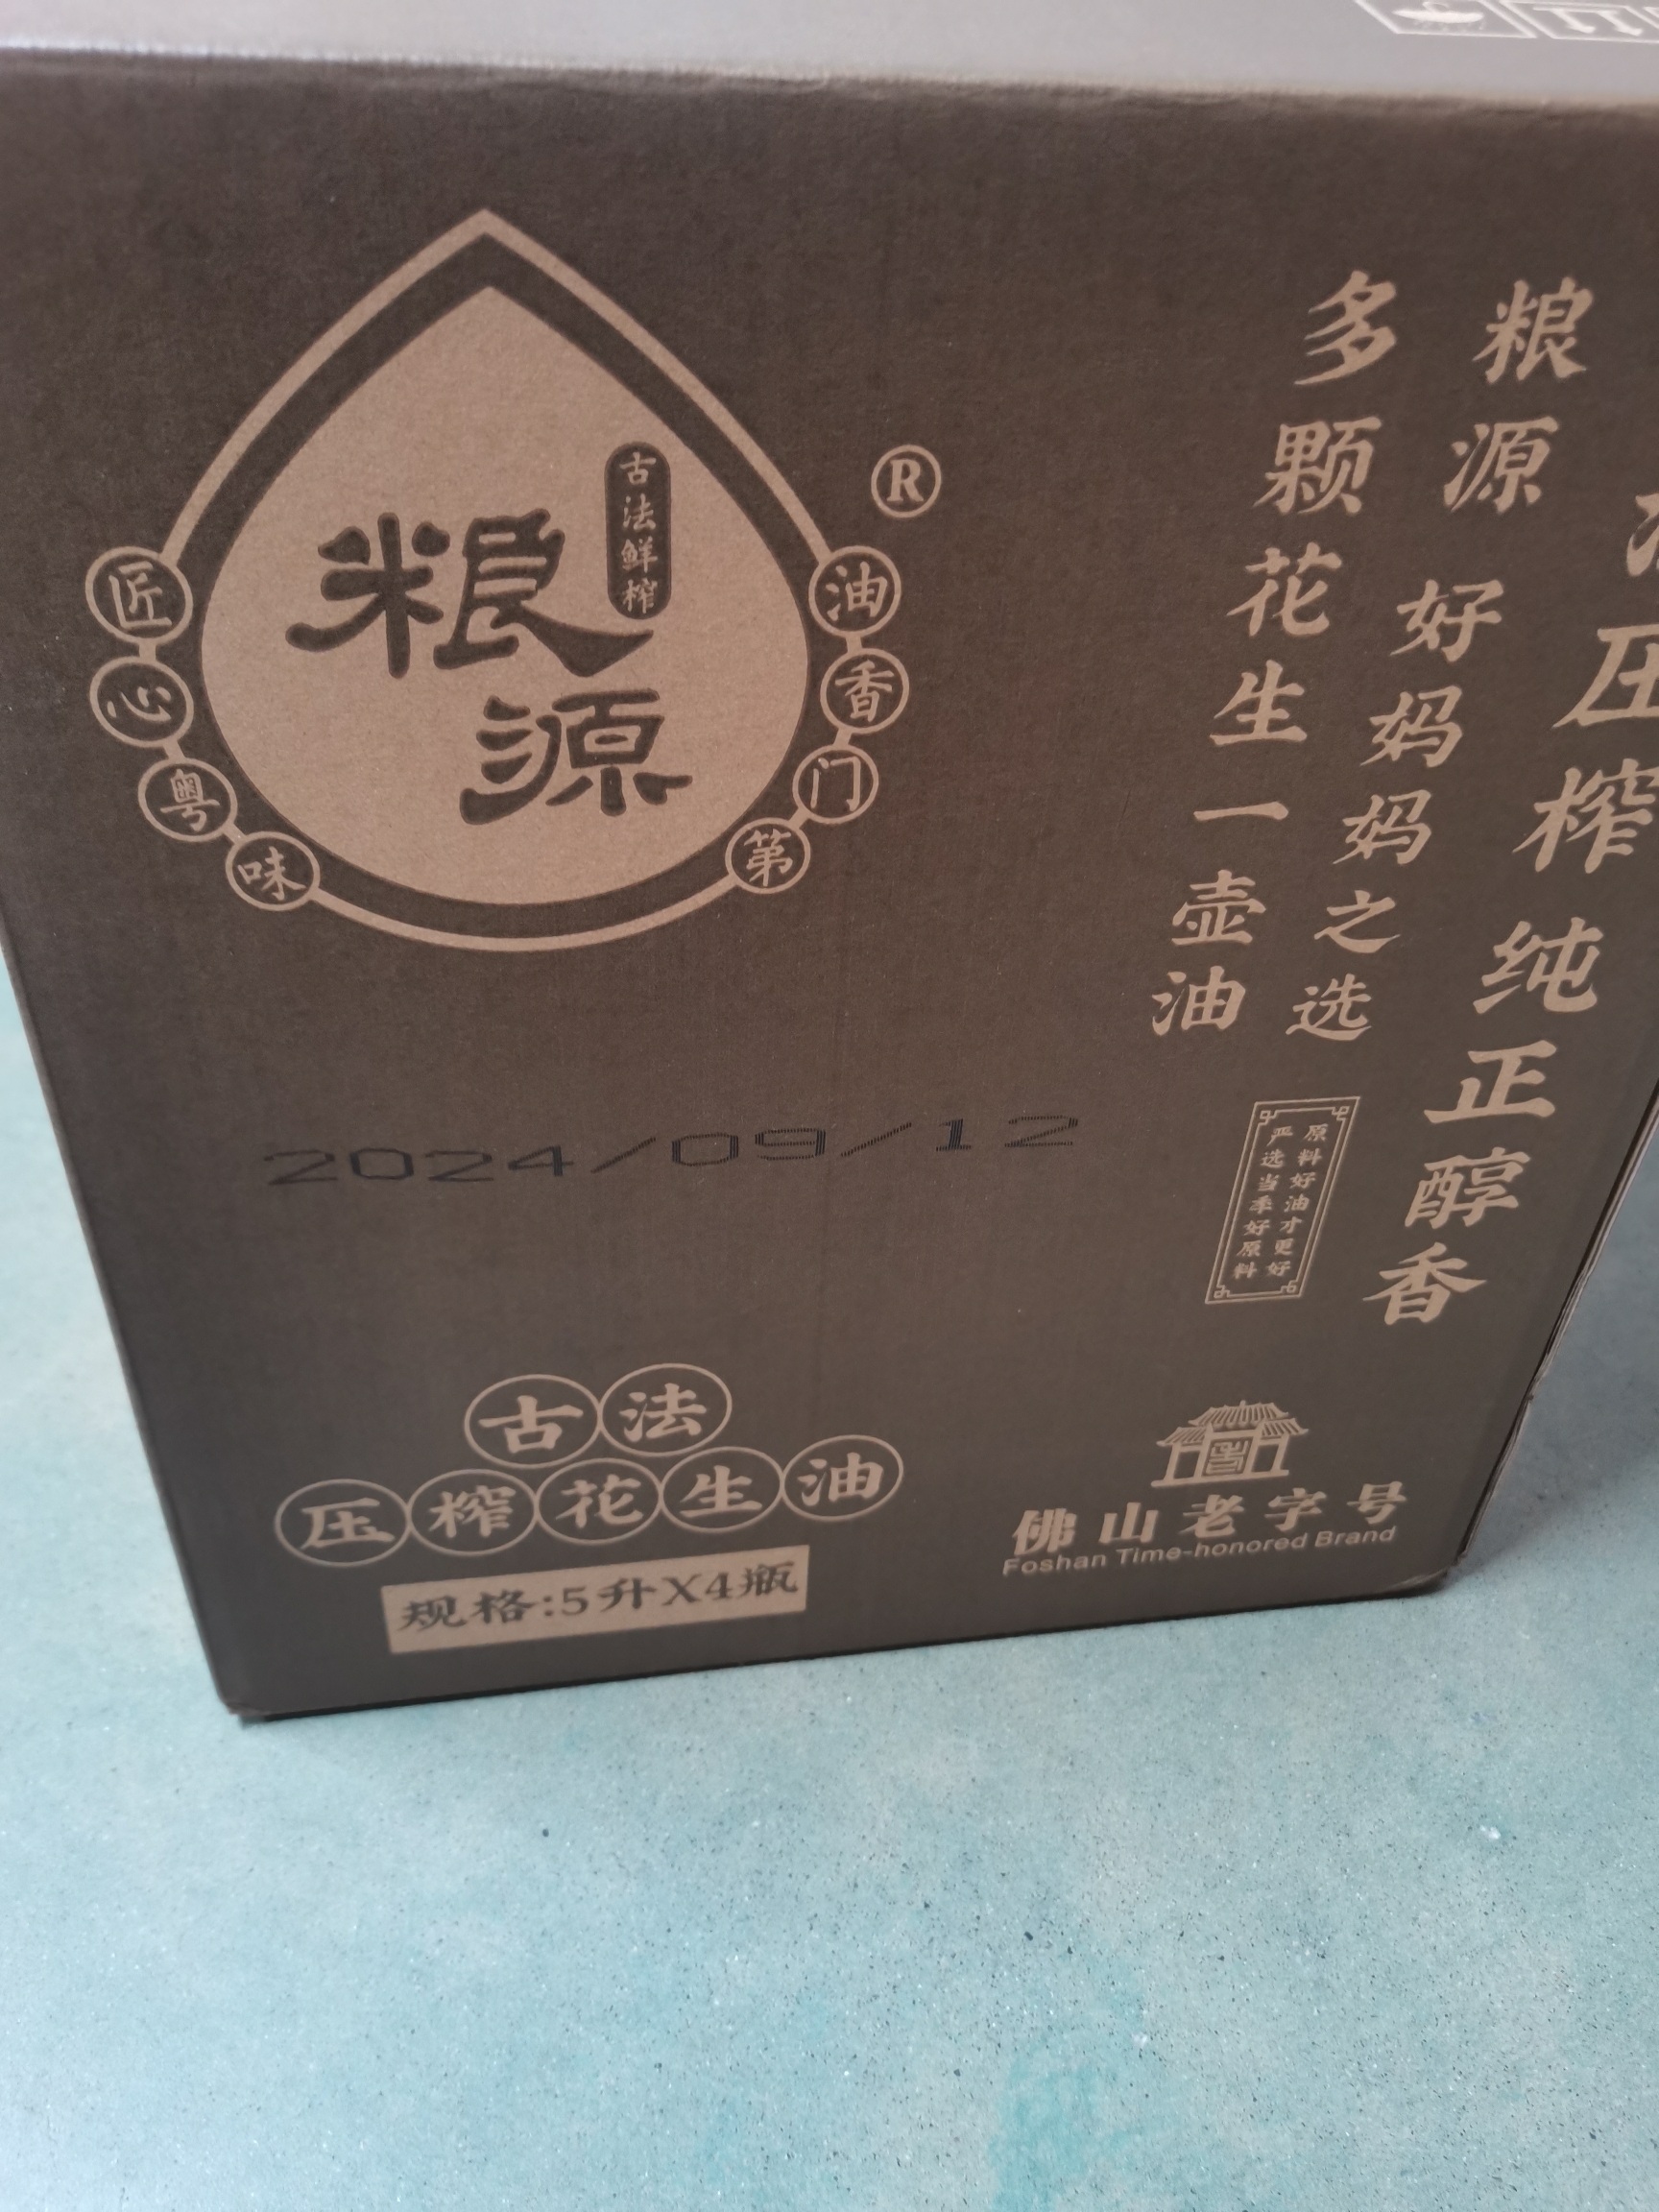 古法鲜榨
粮源
®
匠心粤味
油香门第
压榨纯正醇香
粮源好妈妈之选
多颗花生一壶油
原料好油才更好
严选当季好原料
2024/09/12
古法
压榨花生油
规格:5升X4瓶
佛山老字号
Foshan Time-honored Brand